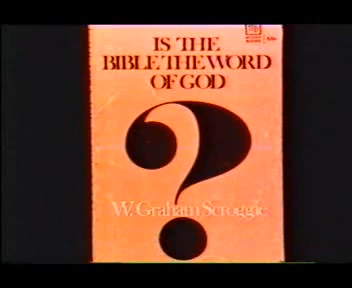 IS THE
BIBLE THE WORD
OF GOD
?
W. Graham Scroggie